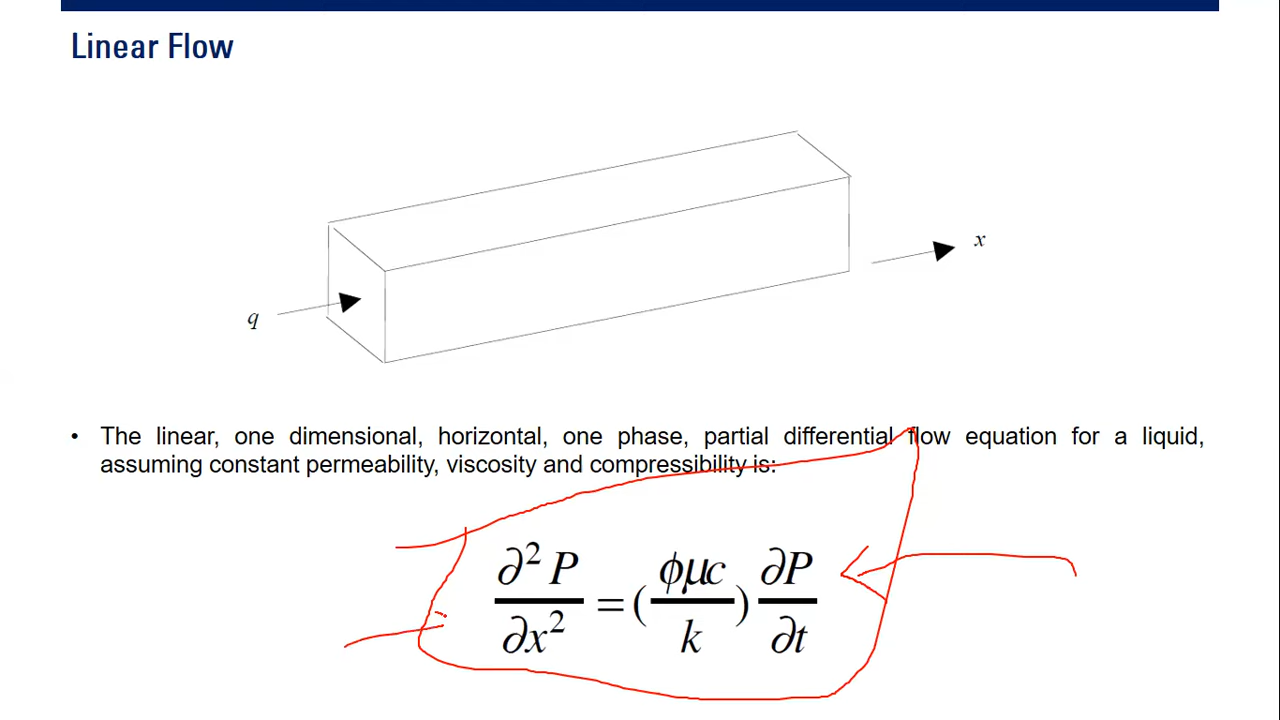 Linear Flow
x
q
• The linear, one dimensional, horizontal, one phase, partial differential flow equation for a liquid,
assuming constant permeability, viscosity and compressibility is:
∂²P/∂x² = (ϕμc/k) ∂P/∂t